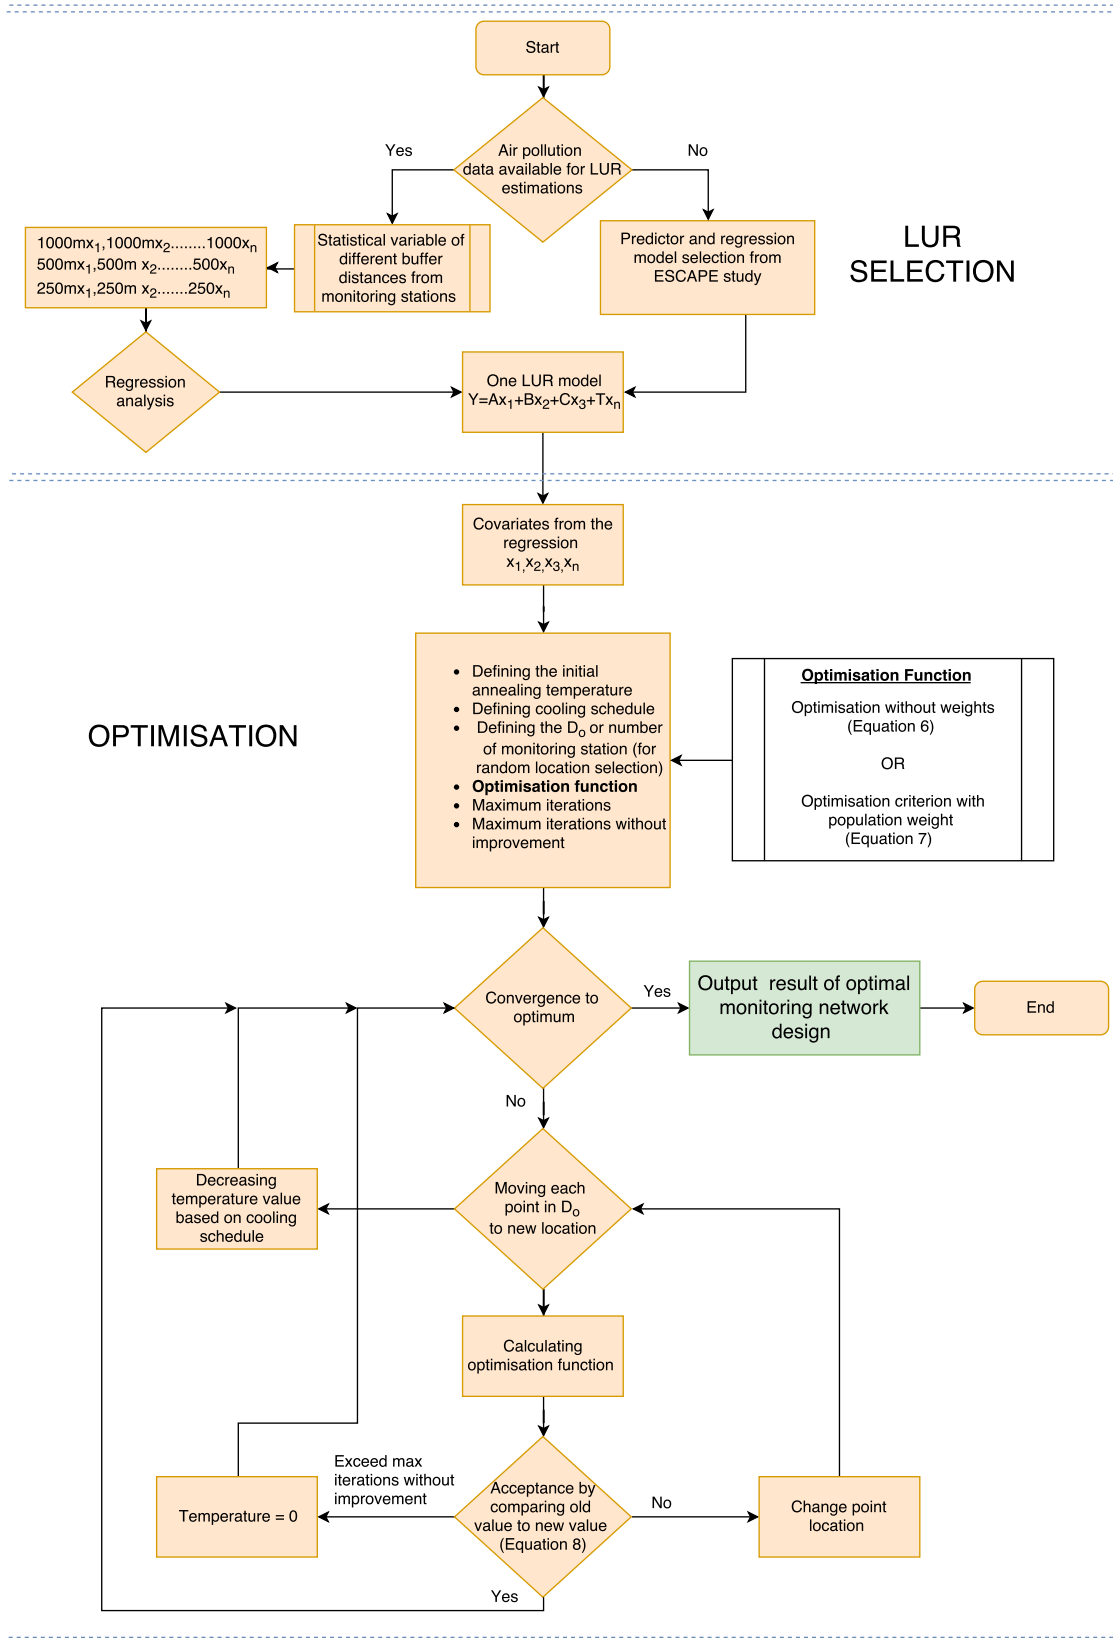 Start
Air pollution
data available for LUR
estimations
Yes
No
LUR
SELECTION
1000mx1,1000mx2........1000xn
500mx1,500m x2........500xn
250mx1,250m x2.......250xn
Statistical variable of
different buffer
distances from
monitoring stations
Predictor and regression
model selection from
ESCAPE study
Regression
analysis
One LUR model
Y=Ax1+Bx2+Cx3+Txn
Covariates from the
regression
x1,x2,x3,xn
OPTIMISATION
• Defining the initial
annealing temperature
• Defining cooling schedule
• Defining the Do or number
of monitoring station (for
random location selection)
• Optimisation function
• Maximum iterations
• Maximum iterations without
improvement
Optimisation Function
Optimisation without weights
(Equation 6)
OR
Optimisation criterion with
population weight
(Equation 7)
Convergence to
optimum
Yes
Output result of optimal
monitoring network
design
End
No
Decreasing
temperature value
based on cooling
schedule
Moving each
point in Do
to new location
Calculating
optimisation function
Exceed max
iterations without
improvement
Temperature = 0
Acceptance by
comparing old
value to new value
(Equation 8)
No
Change point
location
Yes